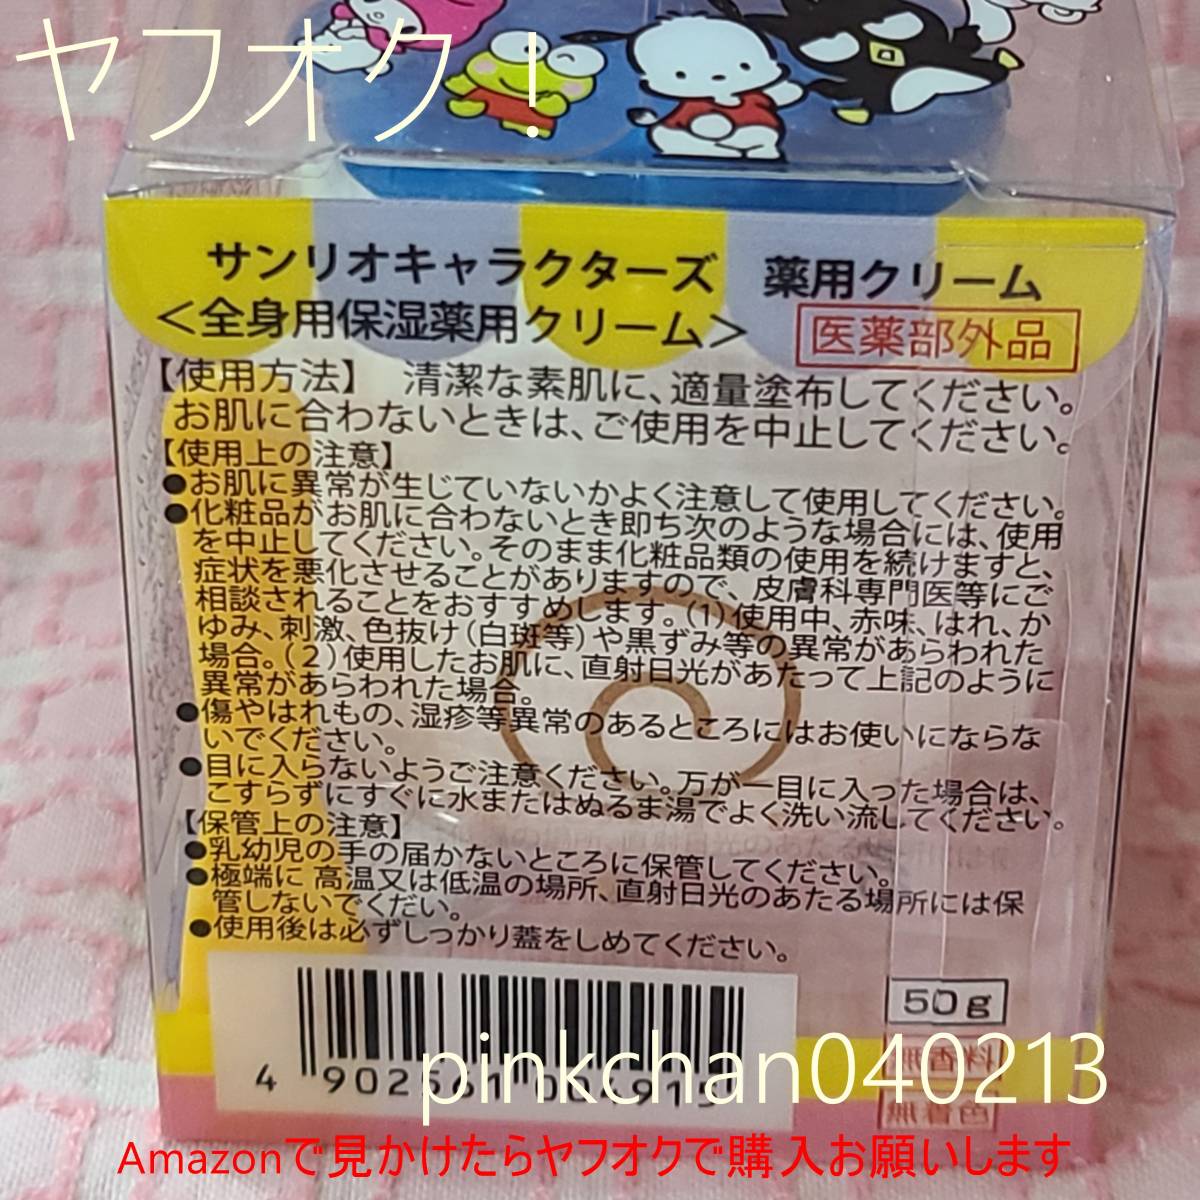 ヤフオク！
サンリオキャラクターズ 薬用クリーム
＜全身用保湿薬用クリーム＞ 医薬部外品
【使用方法】 清潔な素肌に、適量塗布してください。
お肌に合わないときは、ご使用を中止してください。
【使用上の注意】
●お肌に異常が生じていないかよく注意して使用してください。
●化粧品がお肌に合わないとき即ち次のような場合には、使用
を中止してください。そのまま化粧品類の使用を続けますと、
症状を悪化させることがありますので、皮膚科専門医等にご
相談されることをおすすめします。（1）使用中、赤味、はれ、か
ゆみ、刺激、色抜け（白斑等）や黒ずみ等の異常があらわれた
場合。（2）使用したお肌に、直射日光があたって上記のように
異常があらわれた場合。
●傷やはれもの、湿疹等異常のあるところにはお使いにならな
いでください。
●目に入らないようご注意ください。万が一目に入った場合は、
こすらずにすぐに水またはぬるま湯でよく洗い流してください。
【保管上の注意】
●乳幼児の手の届かないところに保管してください。
●極端に 高温又は低温の場所、直射日光のあたる場所には保
管しないでくだい。
●使用後は必ずしっかり蓋をしめてください。
50g
pinkchan040213
Amazonで見かけたらヤフオクで購入お願いします